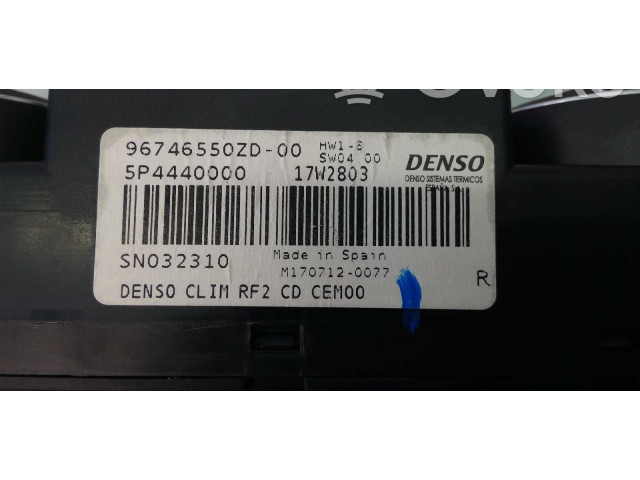 96746550ZD-00
HW1-6
SW04 00
5P4440000
17W2803
DENSO
DENSO SISTEMAS TERMICOS
ESPAÑA S.A.
SN032310
Made in Spain
M170712-0077
DENSO CLIM RF2 CD CEM00
R